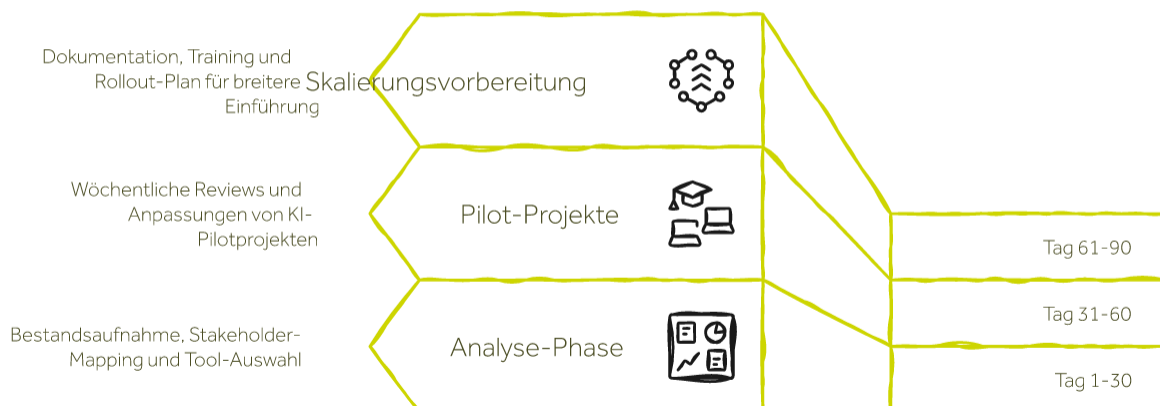 Dokumentation, Training und
Rollout-Plan für breitere
Einführung
Skalierungsvorbereitung
Wöchentliche Reviews und
Anpassungen von KI-
Pilotprojekten
Pilot-Projekte
Tag 61-90
Tag 31-60
Bestandsaufnahme, Stakeholder-
Mapping und Tool-Auswahl
Analyse-Phase
Tag 1-30